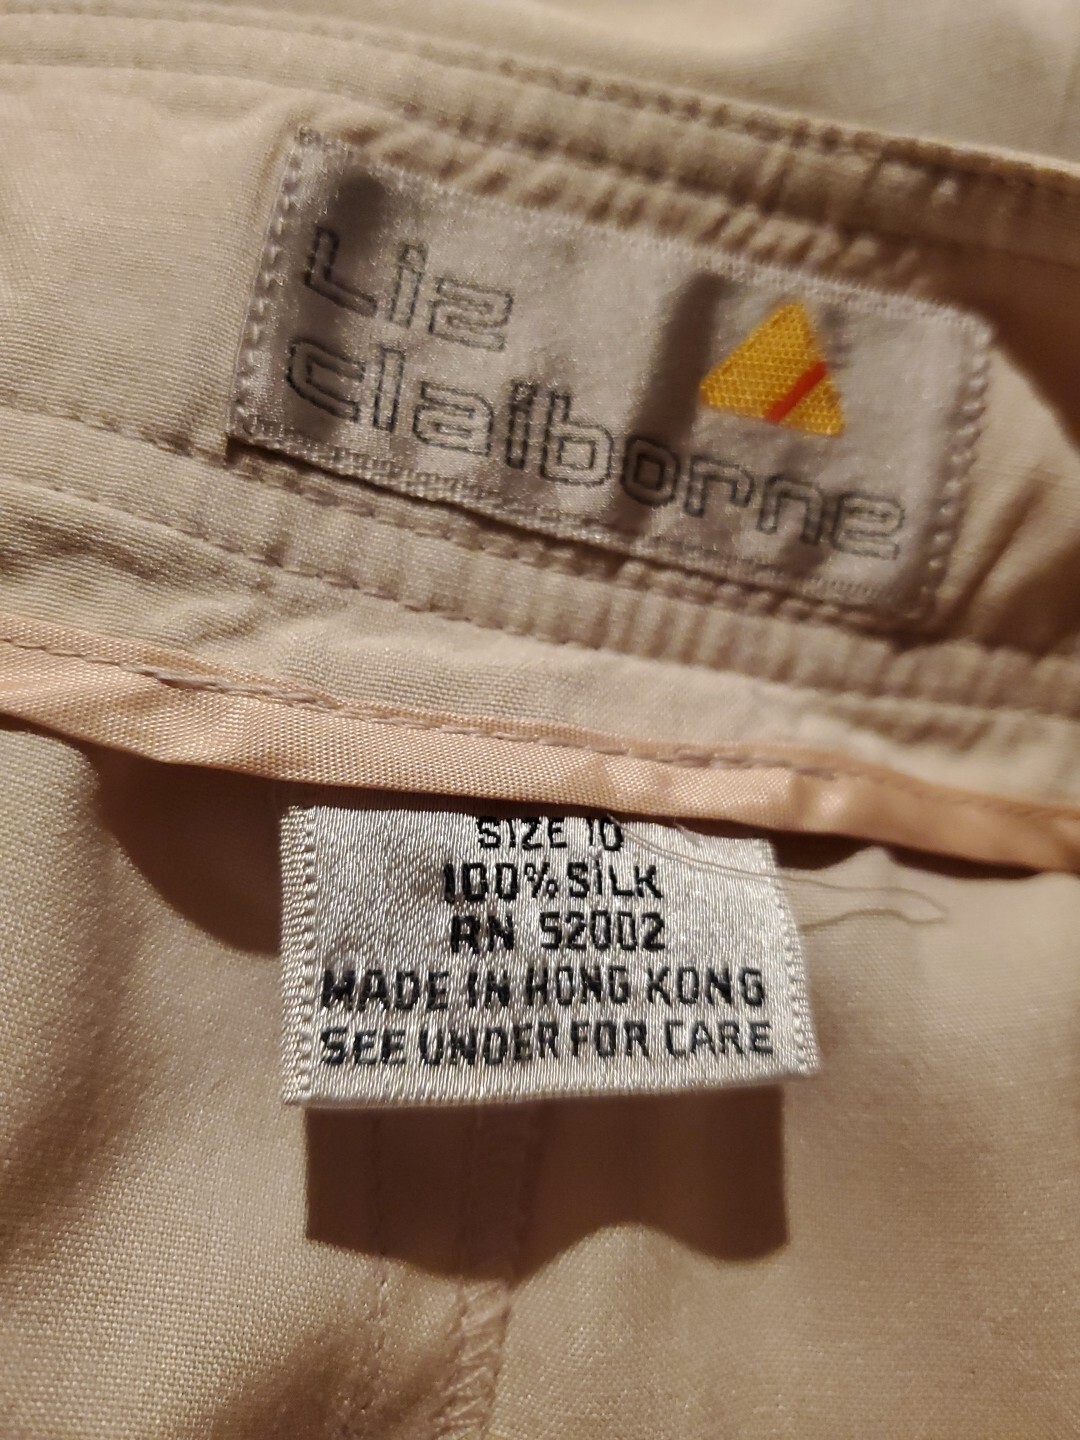 Liz
claiborne
SIZE 10
100% SILK
RN 52002
MADE IN HONG KONG
SEE UNDER FOR CARE